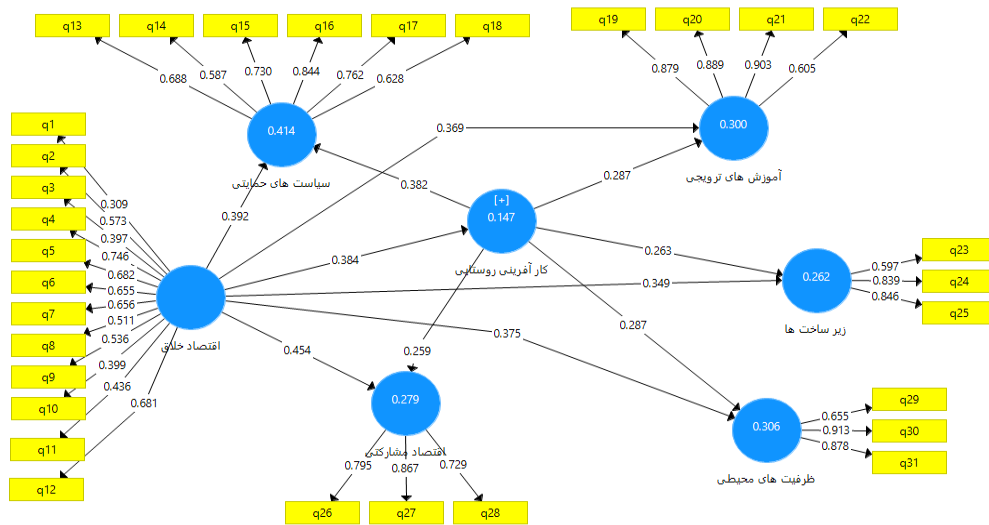 q13 q14 q15 q16 q17 q18
q19 q20 q21 q22
0.688 0.587 0.730 0.844 0.762 0.628
0.879 0.889 0.903 0.605
0.414
0.300
سیاست های حمایتی
آموزش های ترویجی
q1
q2
q3
q4
q5
q6
q7
q8
q9
q10
q11
q12
0.309
0.573
0.397
0.746
0.682
0.655
0.656
0.511
0.536
0.399
0.436
0.681
اقتصاد خلاق
0.369
0.392
0.382
0.287
[+]
0.147
کار آفرینی روستایی
0.384
0.263
0.349
0.375
0.287
0.454
0.259
0.262
زیر ساخت ها
0.597 q23
0.839 q24
0.846 q25
0.279
اقتصاد مشارکتی
0.795 0.867 0.729
q26 q27 q28
0.306
ظرفیت های محیطی
0.655 q29
0.913 q30
0.878 q31